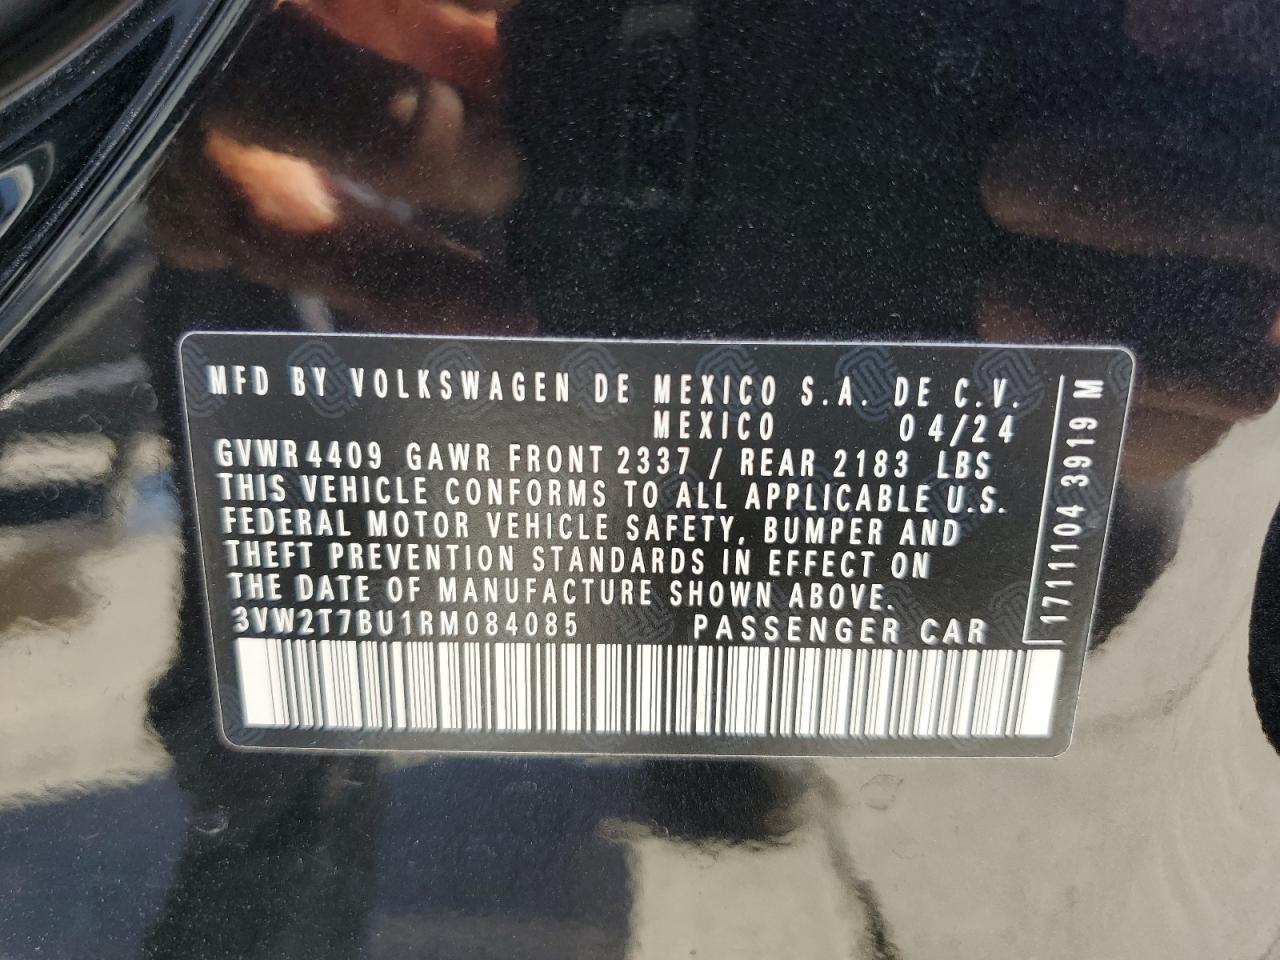 MFD BY VOLKSWAGEN DE MEXICO S.A. DE C.V.
MEXICO 04/24
GVWR 4409 GAWR FRONT 2337 / REAR 2183 LBS
THIS VEHICLE CONFORMS TO ALL APPLICABLE U.S.
FEDERAL MOTOR VEHICLE SAFETY, BUMPER AND
THEFT PREVENTION STANDARDS IN EFFECT ON
THE DATE OF MANUFACTURE SHOWN ABOVE.
3VW2T7BU1RM084085 PASSENGER CAR
1711104 3919 M